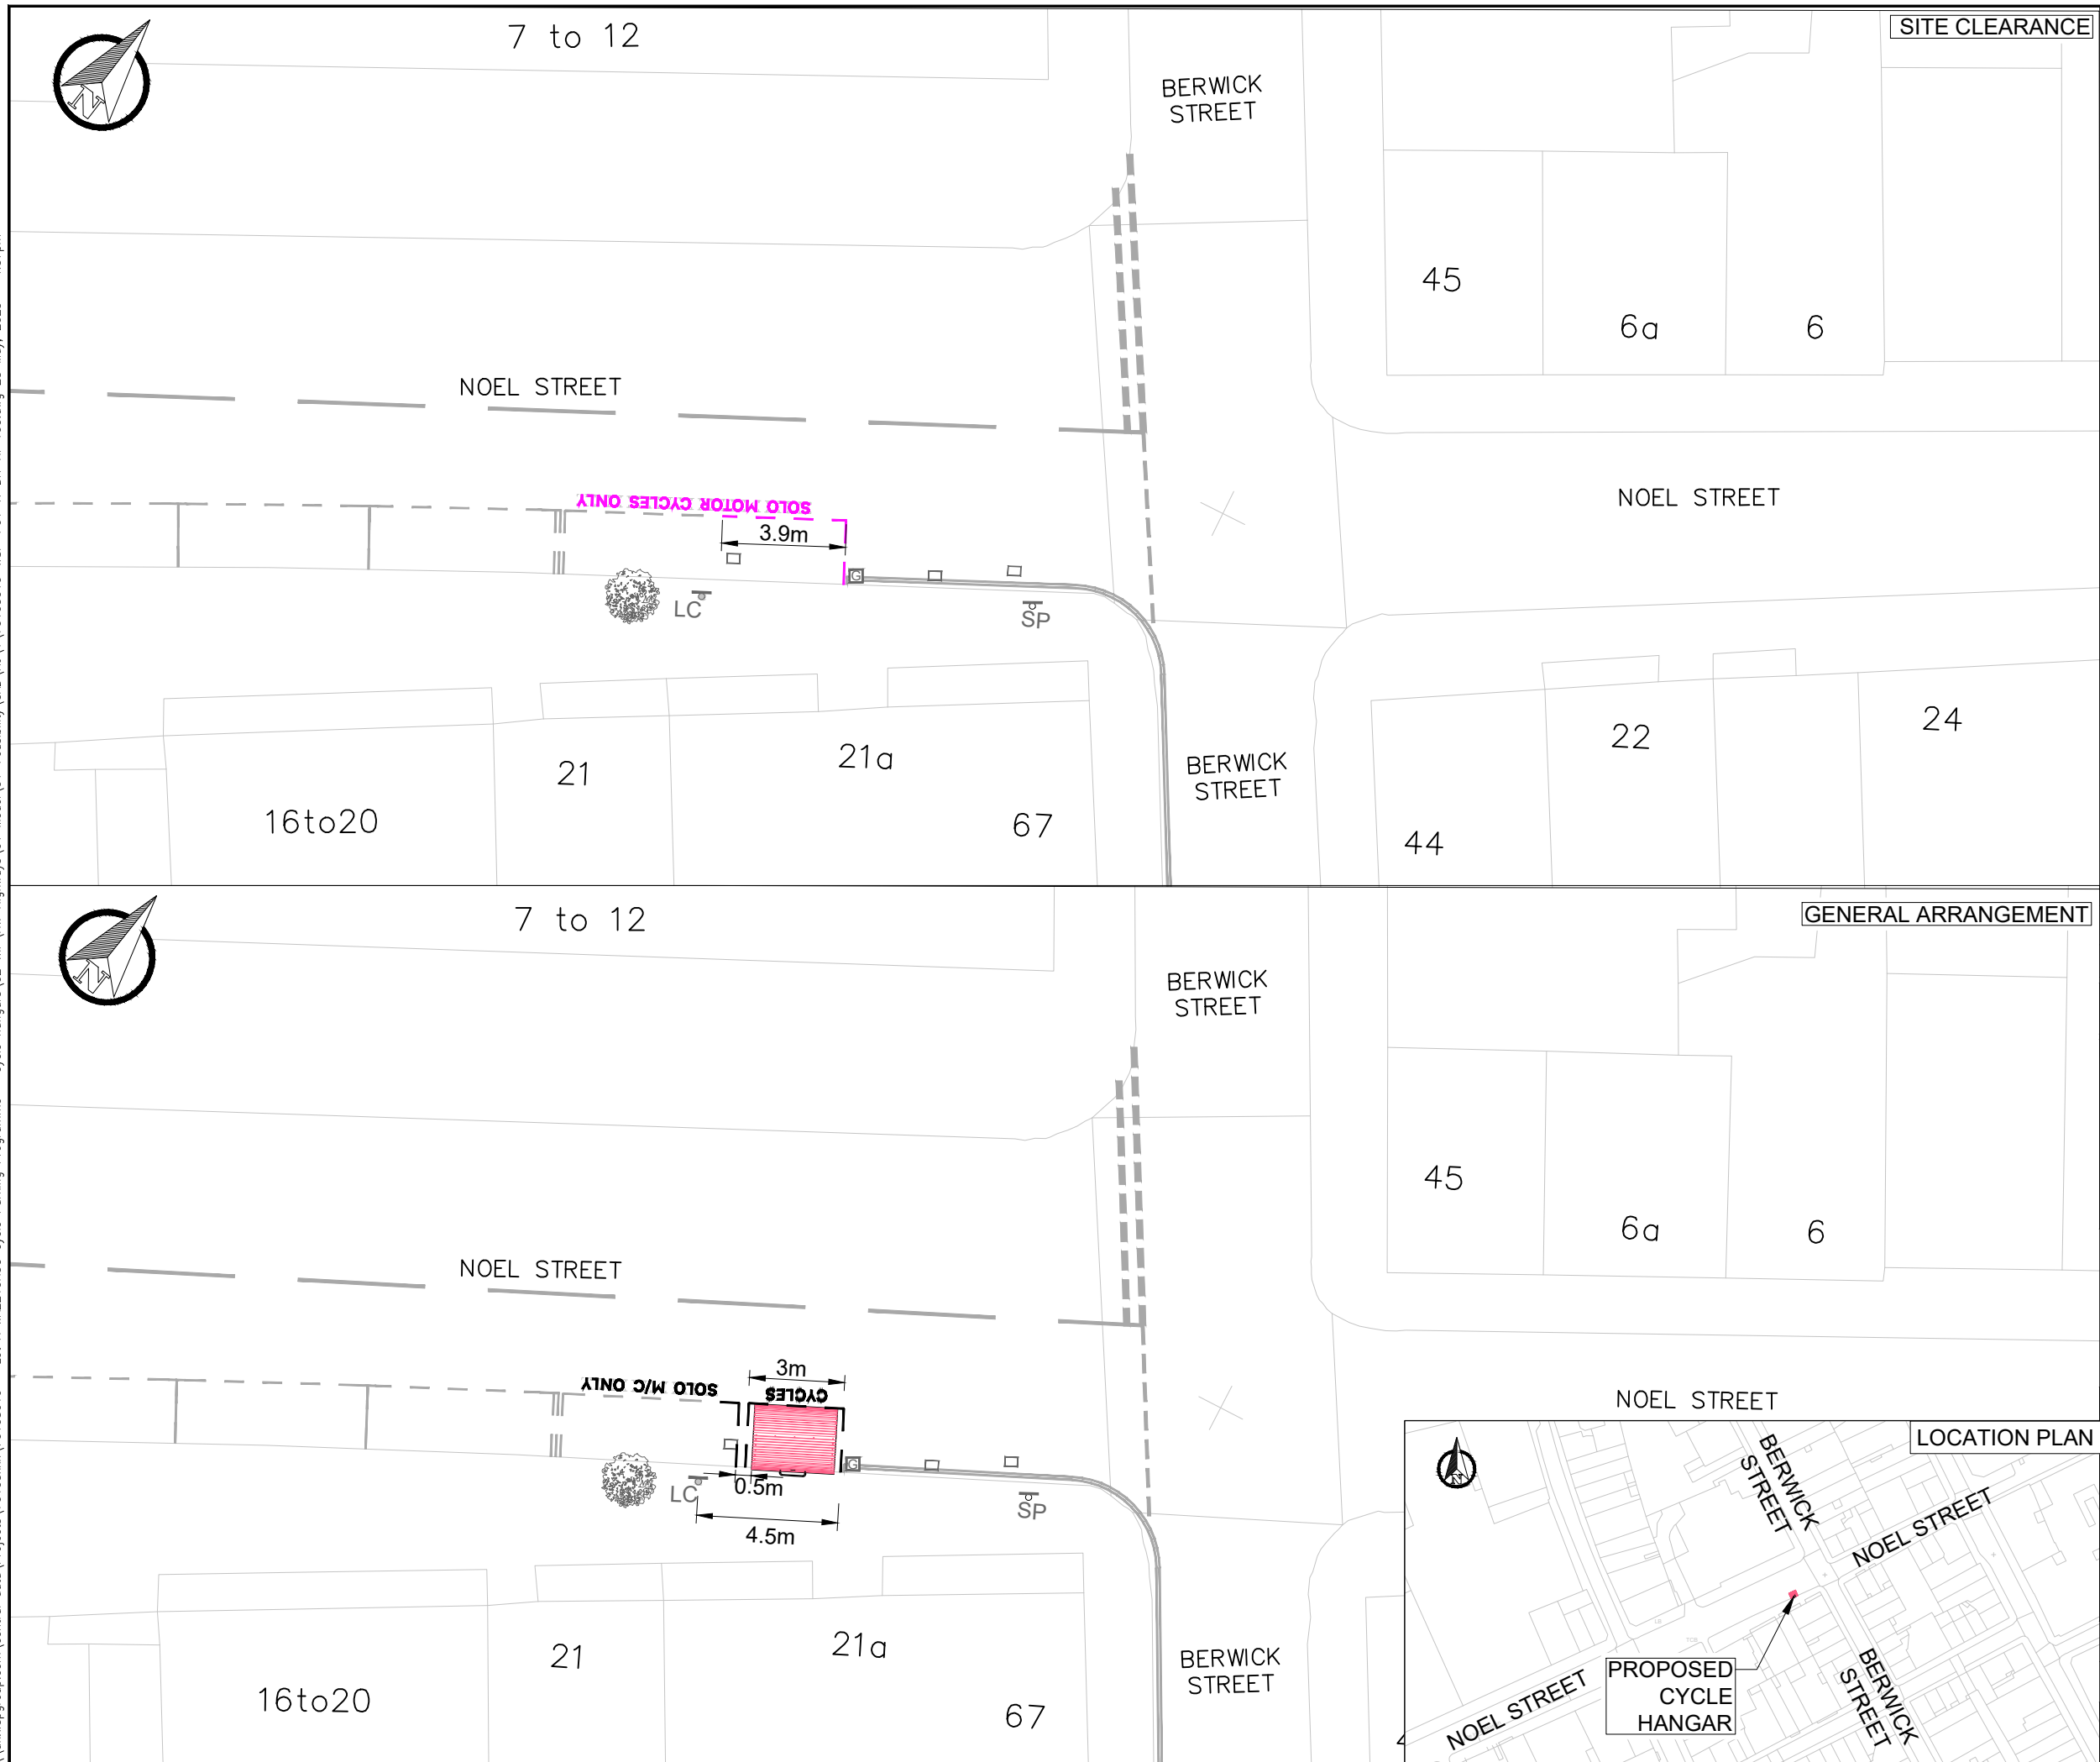 SITE CLEARANCE
7 to 12
N
BERWICK
STREET
45
6a
6
NOEL STREET
NOEL STREET
SOLO MOTOR CYCLES ONLY
3.9m
G
LC
SP
21
21a
16to20
67
BERWICK
STREET
22
24
44
GENERAL ARRANGEMENT
7 to 12
N
BERWICK
STREET
45
6a
6
NOEL STREET
NOEL STREET
SOLO M/C ONLY
3m
CYCLES
G
LC
0.5m
SP
4.5m
21
21a
16to20
67
BERWICK
STREET
LOCATION PLAN
N
BERWICK
STREET
NOEL STREET
PROPOSED
CYCLE
HANGAR
NOEL STREET
BERWICK
STREET